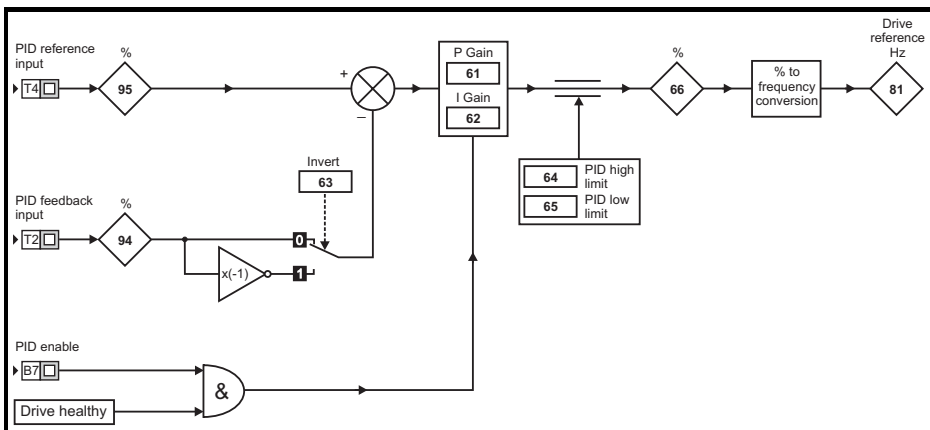 PID reference
input
T4
%
95
+
–
P Gain
61
I Gain
62
%
66
% to
frequency
conversion
Drive
reference
Hz
81
64
PID high
limit
65
PID low
limit
Invert
63
PID feedback
input
T2
%
94
0
x(-1)
1
PID enable
B7
&
Drive healthy